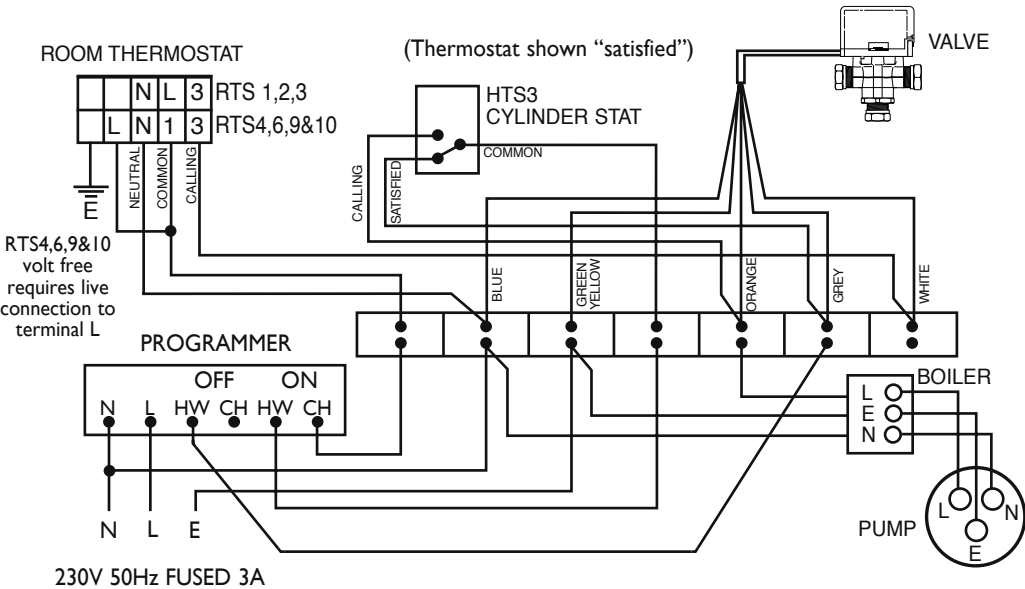 ROOM THERMOSTAT
(Thermostat shown “satisfied”)
VALVE
N L 3 RTS 1,2,3
L N 1 3 RTS4,6,9&10
HTS3
CYLINDER STAT
COMMON
NEUTRAL
COMMON
CALLING
CALLING
SATISFIED
E
RTS4,6,9&10
volt free
requires live
connection to
terminal L
BLUE
GREEN
YELLOW
ORANGE
GREY
WHITE
PROGRAMMER
OFF ON
N L HW CH HW CH
BOILER
L
E
N
N L E
PUMP
L
N
E
230V 50Hz FUSED 3A